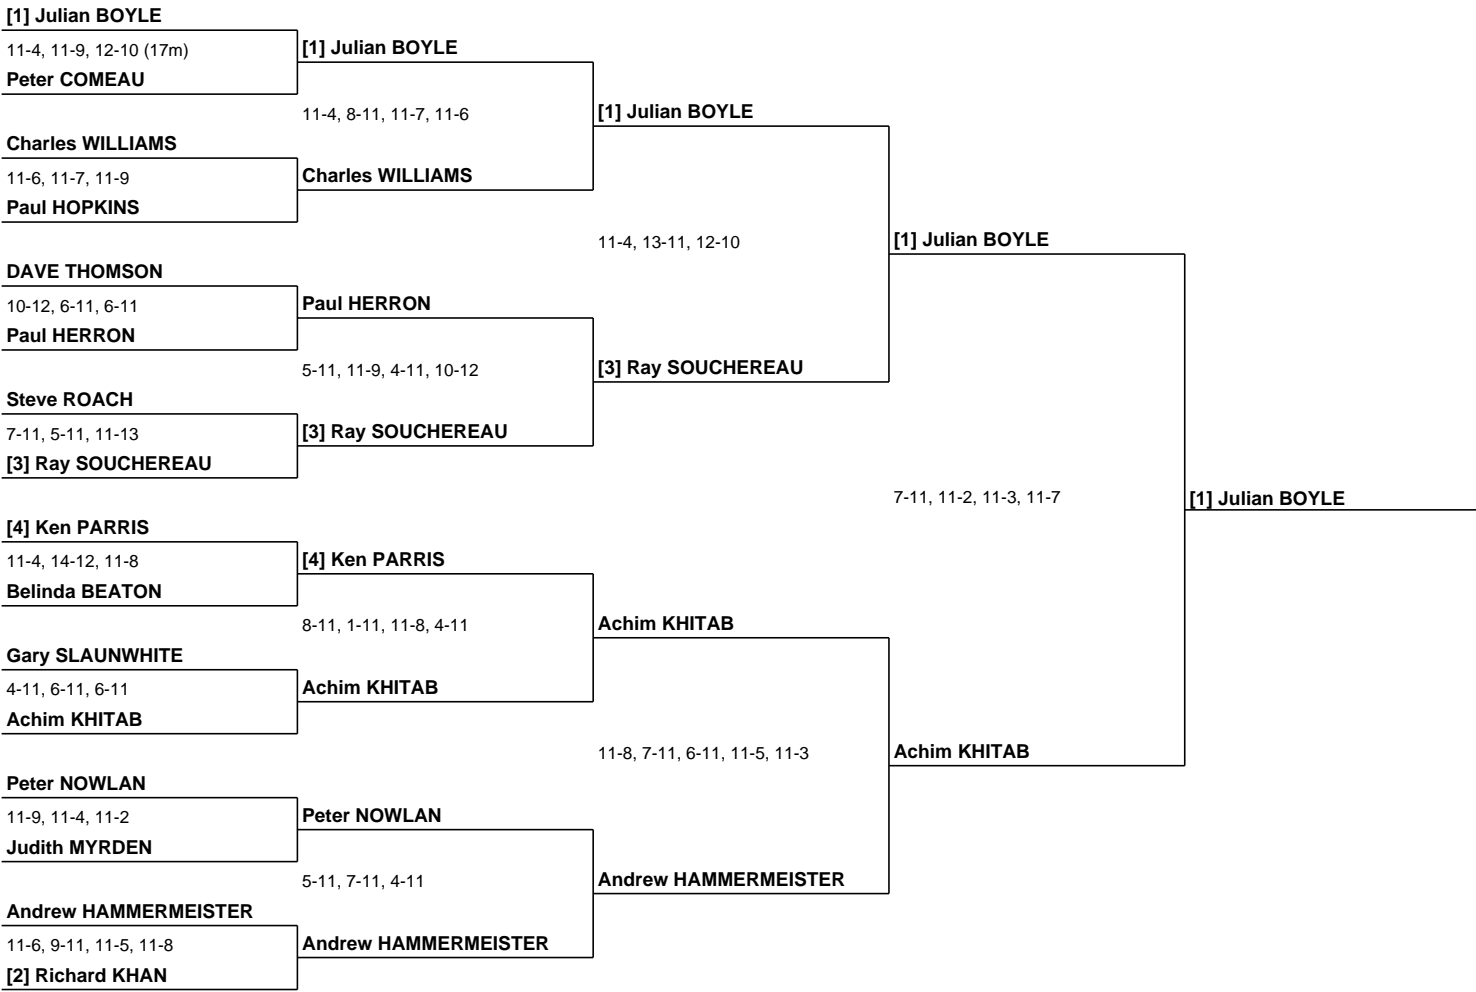 [1] Julian BOYLE
11-4, 11-9, 12-10 (17m)
Peter COMEAU
Charles WILLIAMS
11-6, 11-7, 11-9
Paul HOPKINS
DAVE THOMSON
10-12, 6-11, 6-11
Paul HERRON
Steve ROACH
7-11, 5-11, 11-13
[3] Ray SOUCHEREAU
[4] Ken PARRIS
11-4, 14-12, 11-8
Belinda BEATON
Gary SLAUNWHITE
4-11, 6-11, 6-11
Achim KHITAB
Peter NOWLAN
11-9, 11-4, 11-2
Judith MYRDEN
Andrew HAMMERMEISTER
11-6, 9-11, 11-5, 11-8
[2] Richard KHAN
[1] Julian BOYLE
11-4, 8-11, 11-7, 11-6
Charles WILLIAMS
Paul HERRON
5-11, 11-9, 4-11, 10-12
[3] Ray SOUCHEREAU
[4] Ken PARRIS
8-11, 1-11, 11-8, 4-11
Achim KHITAB
Peter NOWLAN
5-11, 7-11, 4-11
Andrew HAMMERMEISTER
[1] Julian BOYLE
11-4, 13-11, 12-10
[3] Ray SOUCHEREAU
Achim KHITAB
11-8, 7-11, 6-11, 11-5, 11-3
Andrew HAMMERMEISTER
[1] Julian BOYLE
7-11, 11-2, 11-3, 11-7
Achim KHITAB
[1] Julian BOYLE